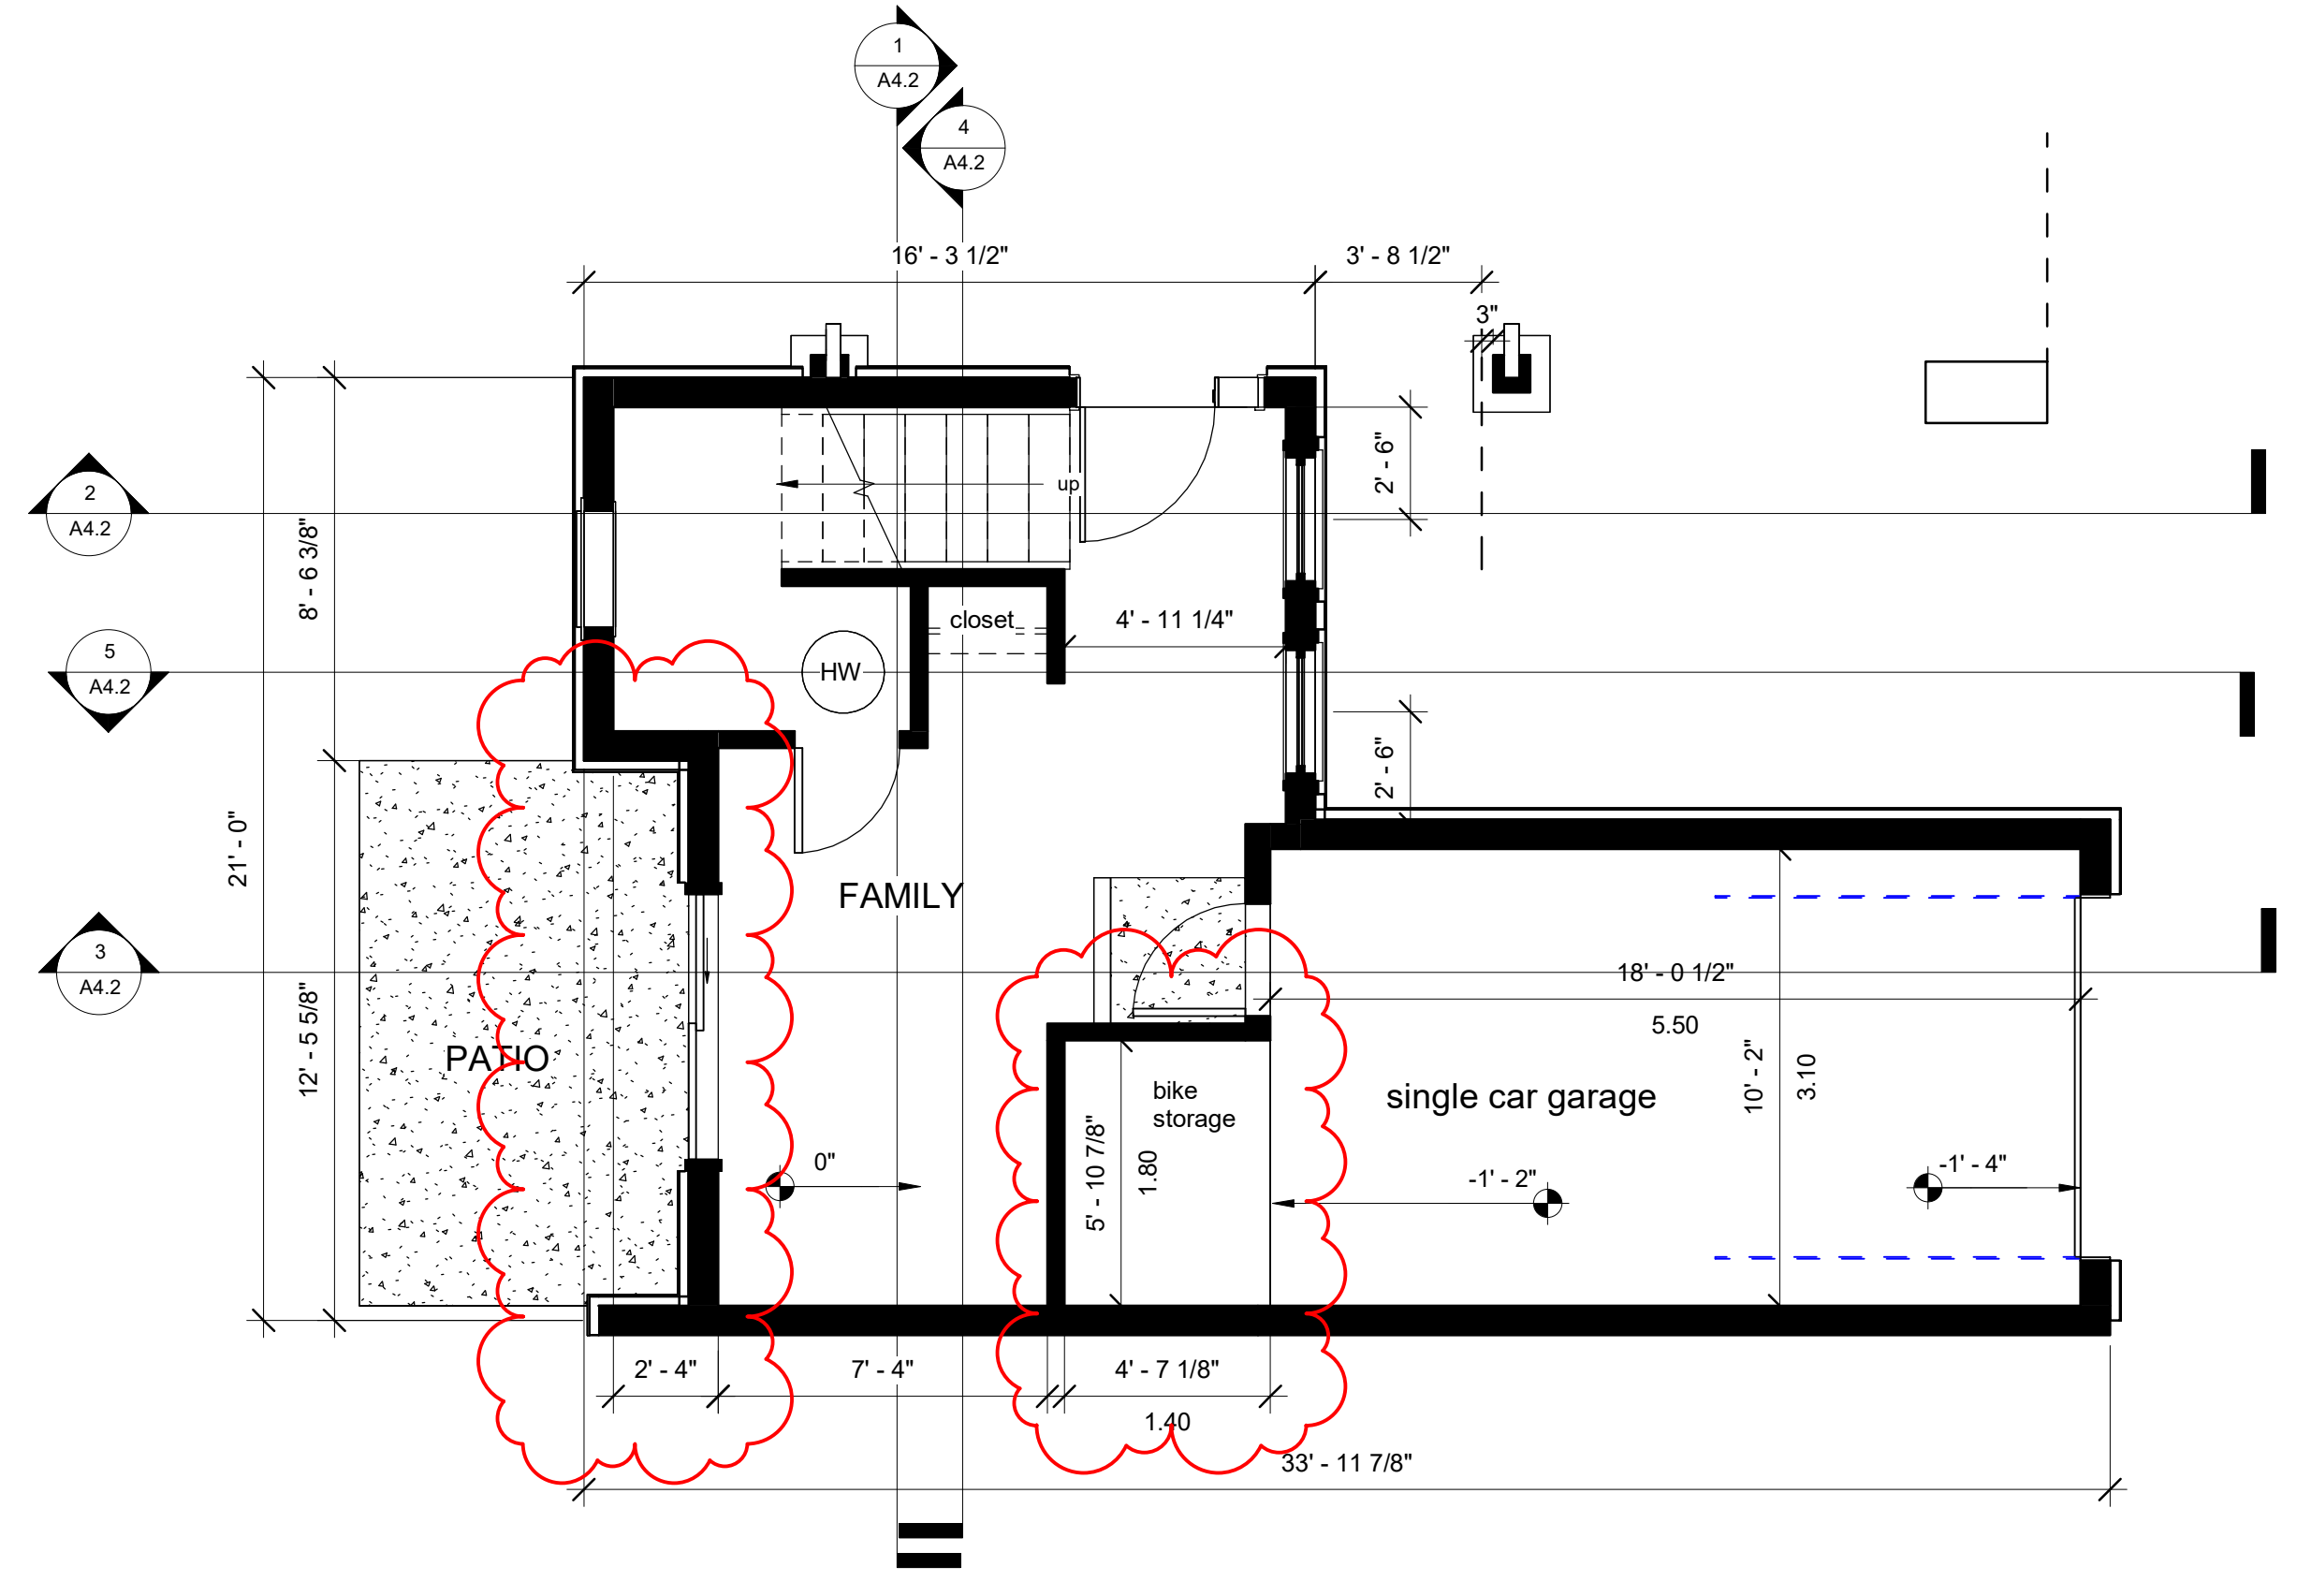 1
A4.2
4
A4.2
16' - 3 1/2"
3' - 8 1/2"
3"
2' - 6"
up
2
A4.2
8' - 6 3/8"
closet
4' - 11 1/4"
5
A4.2
HW
2' - 6"
21' - 0"
FAMILY
3
A4.2
18' - 0 1/2"
5.50
12' - 5 5/8"
PATIO
10' - 2"
3.10
bike
storage
single car garage
5' - 10 7/8"
1.80
0"
-1' - 2"
-1' - 4"
2' - 4"
7' - 4"
4' - 7 1/8"
1.40
33' - 11 7/8"